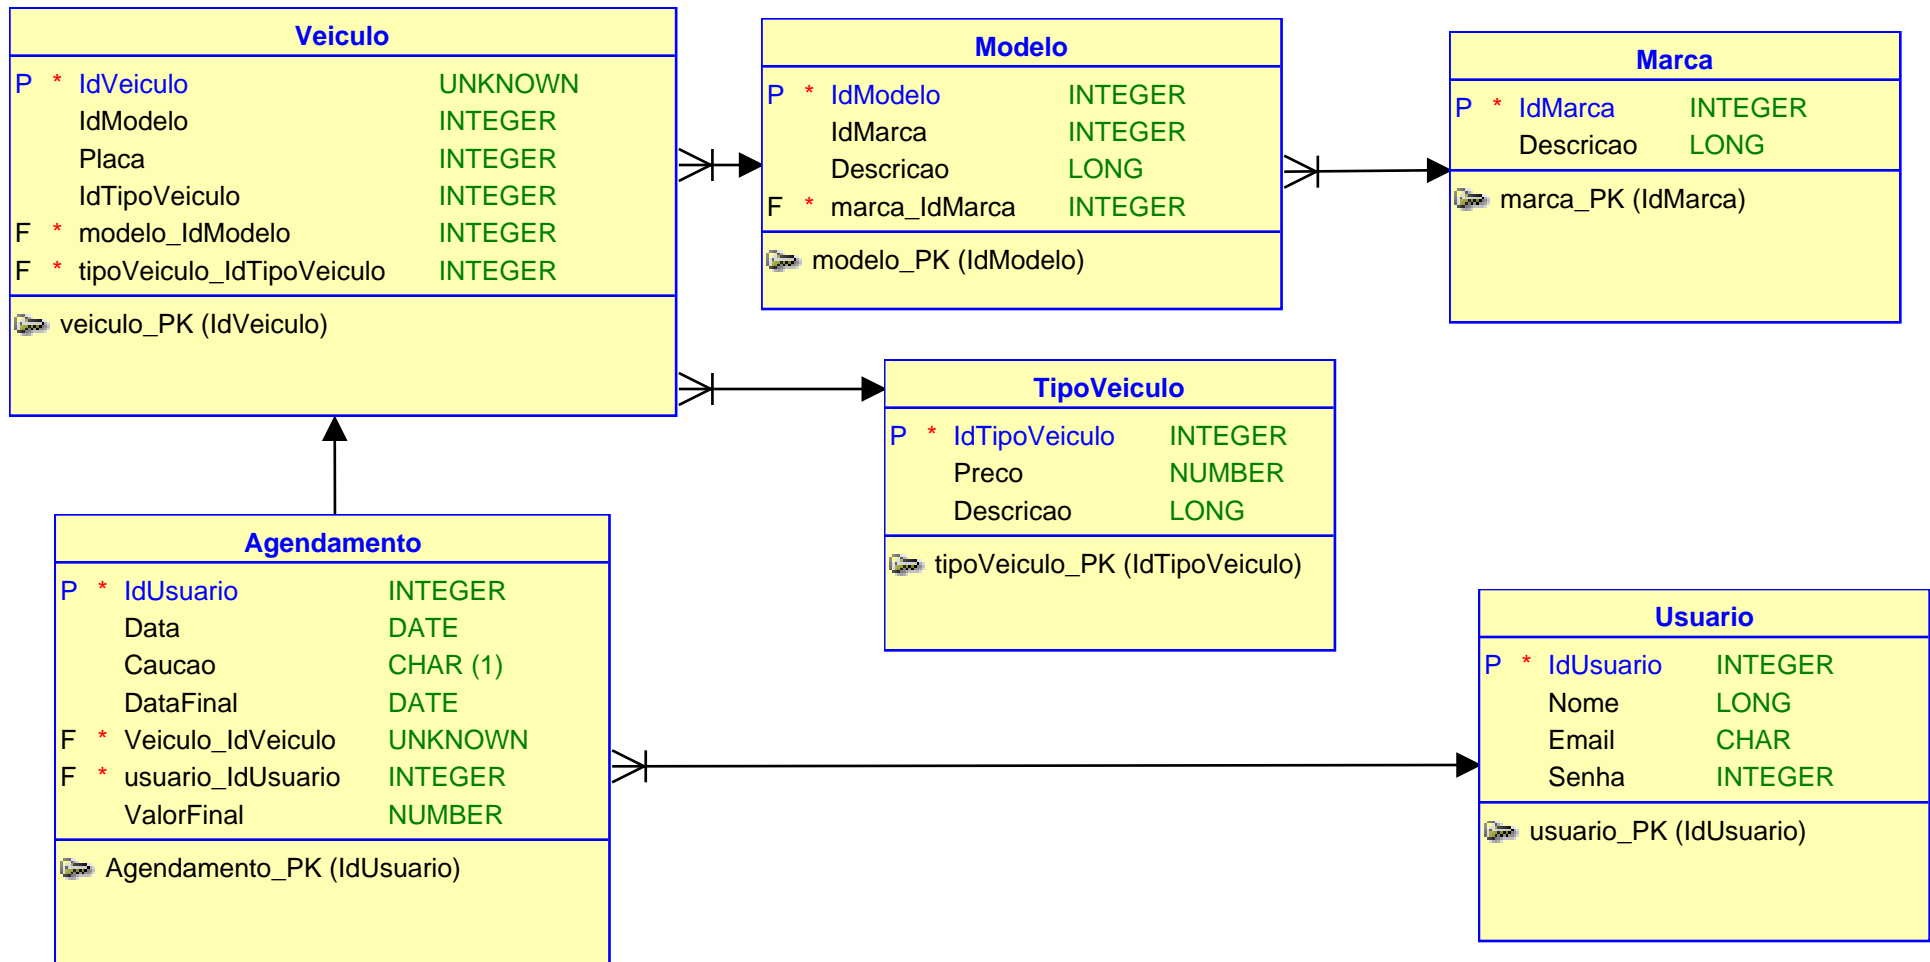 Veiculo
P * IdVeiculo UNKNOWN
IdModelo INTEGER
Placa INTEGER
IdTipoVeiculo INTEGER
F * modelo_IdModelo INTEGER
F * tipoVeiculo_IdTipoVeiculo INTEGER
veiculo_PK (IdVeiculo)
Modelo
P * IdModelo INTEGER
IdMarca INTEGER
Descricao LONG
F * marca_IdMarca INTEGER
modelo_PK (IdModelo)
Marca
P * IdMarca INTEGER
Descricao LONG
marca_PK (IdMarca)
TipoVeiculo
P * IdTipoVeiculo INTEGER
Preco NUMBER
Descricao LONG
tipoVeiculo_PK (IdTipoVeiculo)
Agendamento
P * IdUsuario INTEGER
Data DATE
Caucao CHAR (1)
DataFinal DATE
F * Veiculo_IdVeiculo UNKNOWN
F * usuario_IdUsuario INTEGER
ValorFinal NUMBER
Agendamento_PK (IdUsuario)
Usuario
P * IdUsuario INTEGER
Nome LONG
Email CHAR
Senha INTEGER
usuario_PK (IdUsuario)